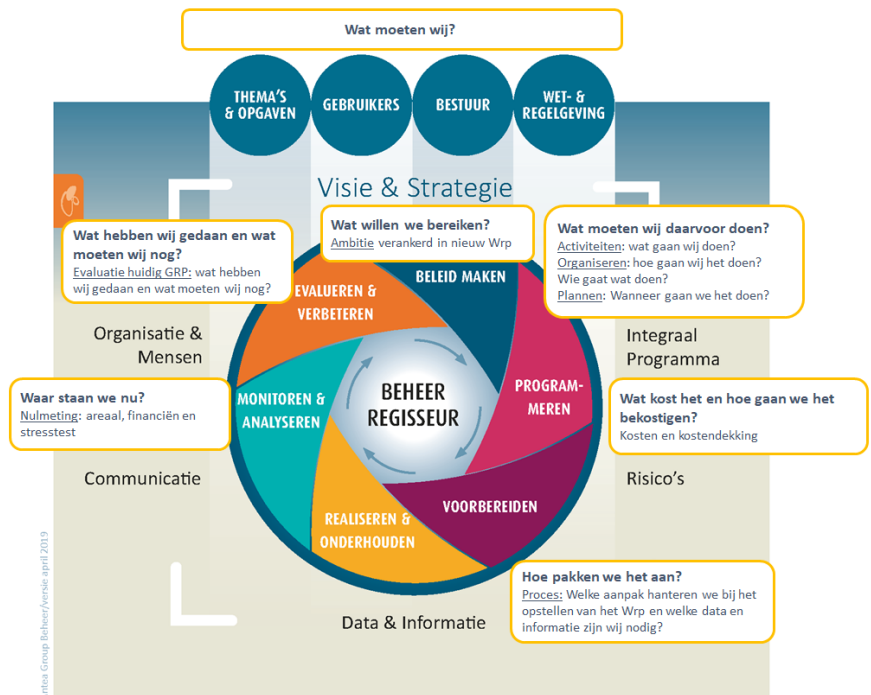 Wat moeten wij?
THEMA'S
& OPGAVEN
GEBRUIKERS
BESTUUR
WET- &
REGELGEVING
Visie & Strategie
Wat hebben wij gedaan en wat
moeten wij nog?
Evaluatie huidig GRP: wat hebben
wij gedaan en wat moeten wij nog?
Wat willen we bereiken?
Ambitie verankerd in nieuw Wrp
Wat moeten wij daarvoor doen?
Activiteiten: wat gaan wij doen?
Organiseren: hoe gaan wij het doen?
Wie gaat wat doen?
Plannen: Wanneer gaan we het doen?
EVALUEREN &
VERBETEREN
BELEID MAKEN
Organisatie &
Mensen
Integraal
Programma
Waar staan we nu?
Nulmeting: areaal, financiën en
stresstest
MONITOREN &
ANALYSEREN
BEHEER
REGISSEUR
PROGRAM-
MEREN
Wat kost het en hoe gaan we het
bekostigen?
Kosten en kostendekking
Communicatie
Risico's
REALISEREN &
ONDERHOUDEN
VOORBEREIDEN
Hoe pakken we het aan?
Proces: Welke aanpak hanteren we bij het
opstellen van het Wrp en welke data en
informatie zijn wij nodig?
Data & Informatie
ntea Group Beheer/versie april 2019